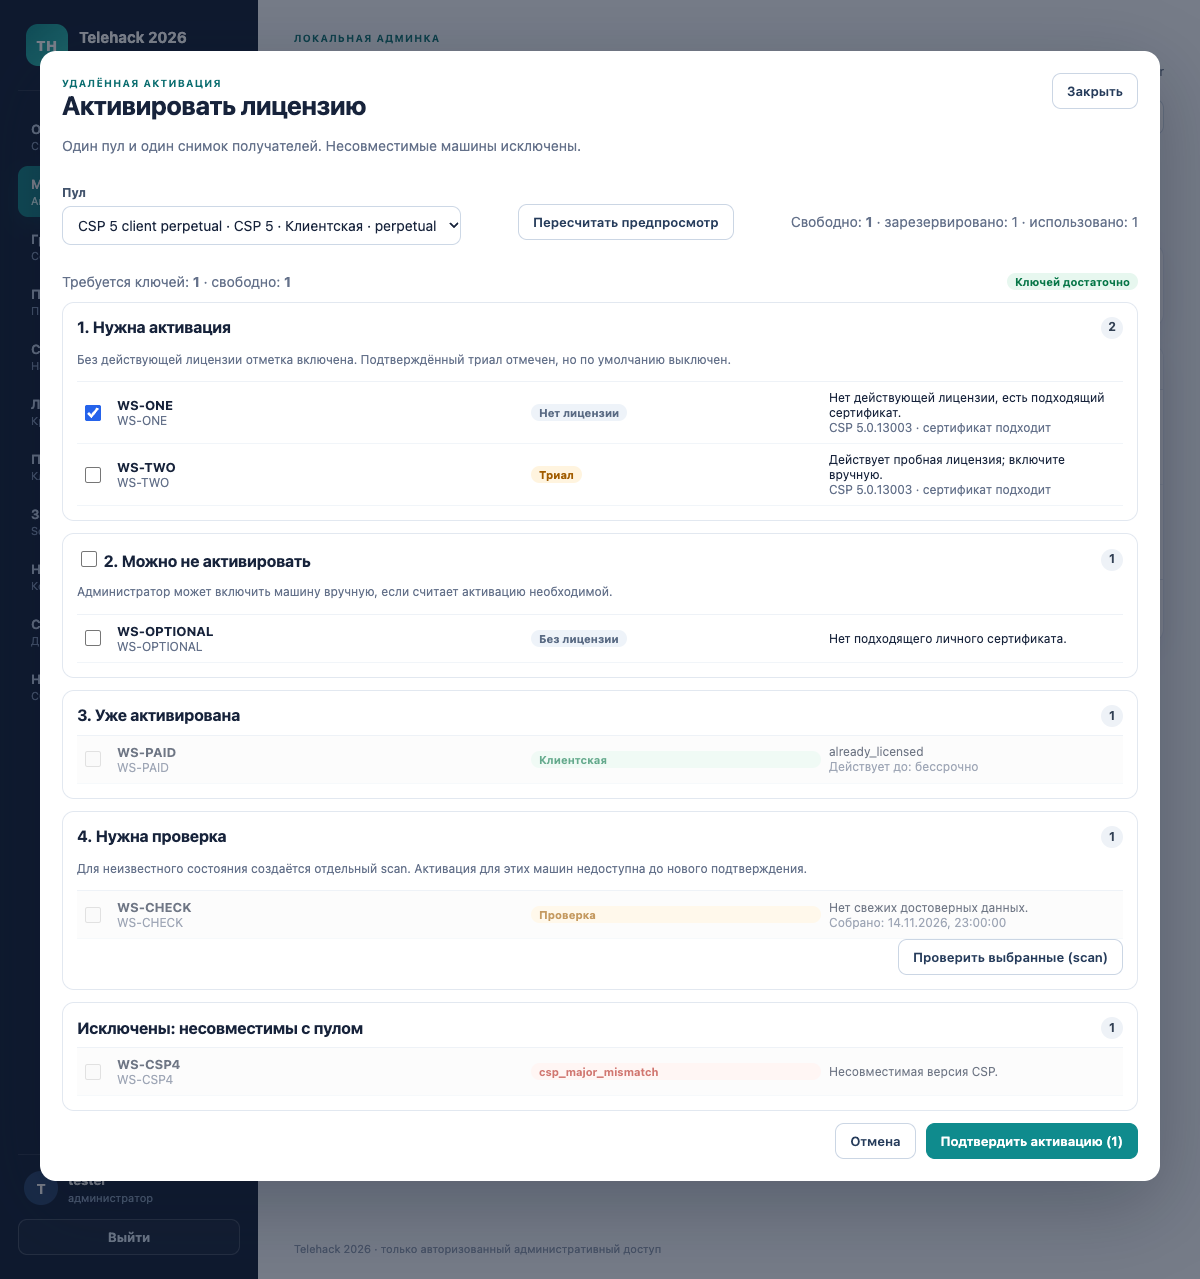 TH
Telehack 2026
ЛОКАЛЬНАЯ АДМИНКА
УДАЛЁННАЯ АКТИВАЦИЯ
Активировать лицензию
Закрыть
Один пул и один снимок получателей. Несовместимые машины исключены.
Пул
CSP 5 client perpetual · CSP 5 · Клиентская · perpetual
Пересчитать предпросмотр
Свободно: 1 · зарезервировано: 1 · использовано: 1
Требуется ключей: 1 · свободно: 1
Ключей достаточно
1. Нужна активация
2
Без действующей лицензии отметка включена. Подтверждённый триал отмечен, но по умолчанию выключен.
WS-ONE
WS-ONE
Нет лицензии
Нет действующей лицензии, есть подходящий
сертификат.
CSP 5.0.13003 · сертификат подходит
WS-TWO
WS-TWO
Триал
Действует пробная лицензия; включите
вручную.
CSP 5.0.13003 · сертификат подходит
2. Можно не активировать
1
Администратор может включить машину вручную, если считает активацию необходимой.
WS-OPTIONAL
WS-OPTIONAL
Без лицензии
Нет подходящего личного сертификата.
3. Уже активирована
1
WS-PAID
WS-PAID
Клиентская
already_licensed
Действует до: бессрочно
4. Нужна проверка
1
Для неизвестного состояния создаётся отдельный scan. Активация для этих машин недоступна до нового подтверждения.
WS-CHECK
WS-CHECK
Проверка
Нет свежих достоверных данных.
Собрано: 14.11.2026, 23:00:00
Проверить выбранные (scan)
Исключены: несовместимы с пулом
1
WS-CSP4
WS-CSP4
csp_major_mismatch
Несовместимая версия CSP.
Отмена
Подтвердить активацию (1)
T
tester
администратор
Выйти
Telehack 2026 · только авторизованный административный доступ